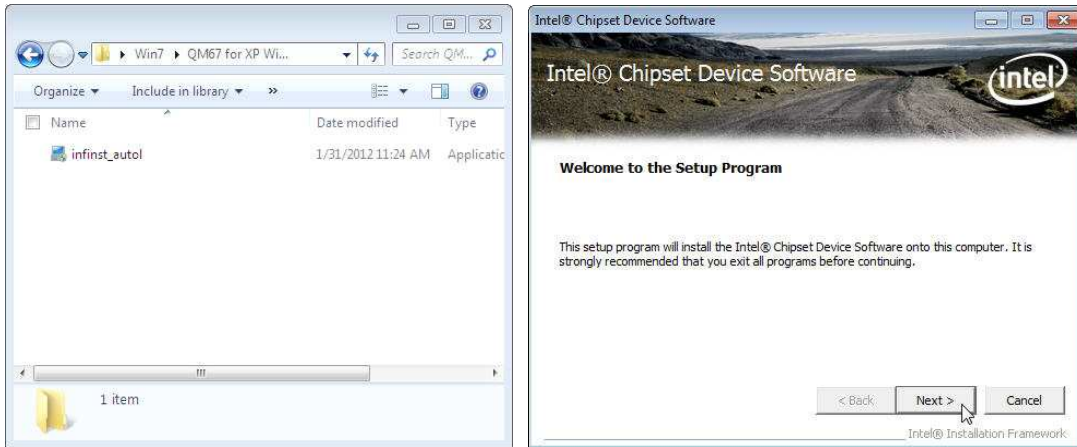 Win7 ▸ QM67 for XP Wi...
Search QM...
Organize
Include in library
»
Name
Date modified
Type
infinst_autol
1/31/2012 11:24 AM
Applicatic
1 item
Intel® Chipset Device Software
Intel® Chipset Device Software
intel
Welcome to the Setup Program
This setup program will install the Intel® Chipset Device Software onto this computer. It is
strongly recommended that you exit all programs before continuing.
< Back
Next >
Cancel
Intel® Installation Framework